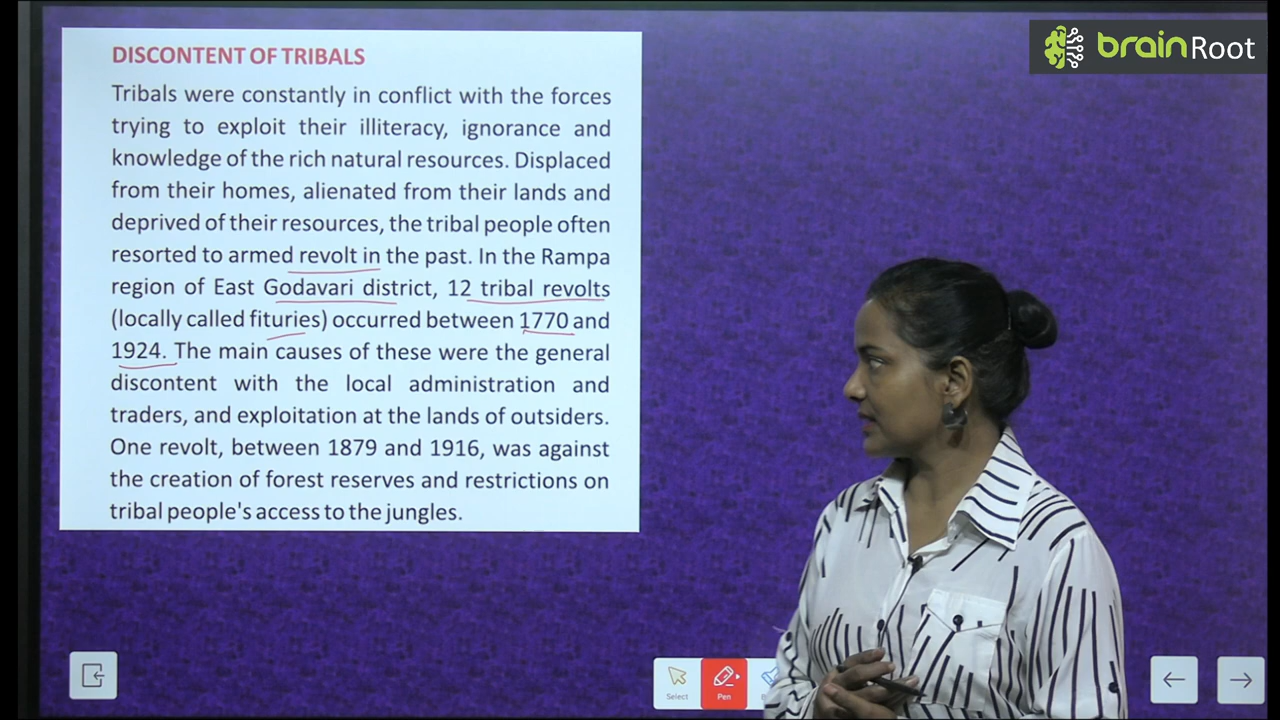 brainRoot
DISCONTENT OF TRIBALS
Tribals were constantly in conflict with the forces
trying to exploit their illiteracy, ignorance and
knowledge of the rich natural resources. Displaced
from their homes, alienated from their lands and
deprived of their resources, the tribal people often
resorted to armed revolt in the past. In the Rampa
region of East Godavari district, 12 tribal revolts
(locally called fituries) occurred between 1770 and
1924. The main causes of these were the general
discontent with the local administration and
traders, and exploitation at the lands of outsiders.
One revolt, between 1879 and 1916, was against
the creation of forest reserves and restrictions on
tribal people's access to the jungles.
Select
Pen